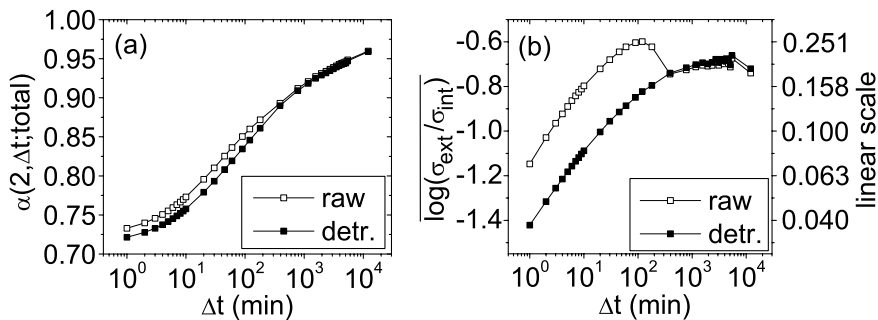 (a)
1.00
0.95
0.90
0.85
0.80
0.75
0.70
α(2,Δt;total)
raw
detr.
10⁰ 10¹ 10² 10³ 10⁴
Δt (min)
(b)
-0.6
-0.8
-1.0
-1.2
-1.4
log(σ_ext/σ_int)
0.251
0.158
0.100
0.063
0.040
linear scale
raw
detr.
10⁰ 10¹ 10² 10³ 10⁴
Δt (min)